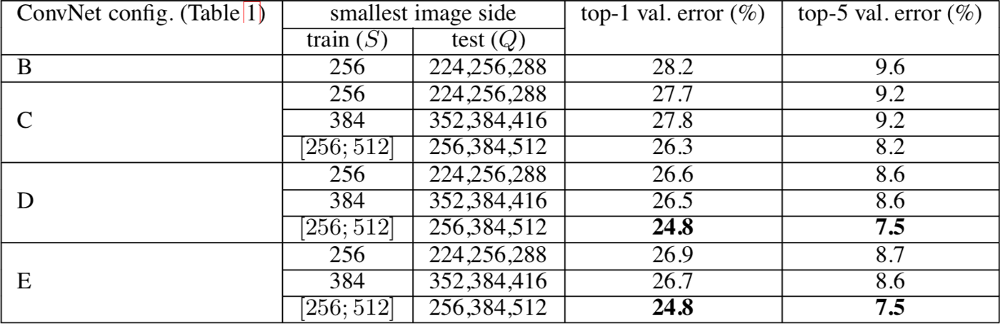 ConvNet config. (Table 1) smallest image side top-1 val. error (%) top-5 val. error (%)
train (S) test (Q)
B 256 224,256,288 28.2 9.6
256 224,256,288 27.7 9.2
C 384 352,384,416 27.8 9.2
[256; 512] 256,384,512 26.3 8.2
256 224,256,288 26.6 8.6
D 384 352,384,416 26.5 8.6
[256; 512] 256,384,512 24.8 7.5
256 224,256,288 26.9 8.7
E 384 352,384,416 26.7 8.6
[256; 512] 256,384,512 24.8 7.5